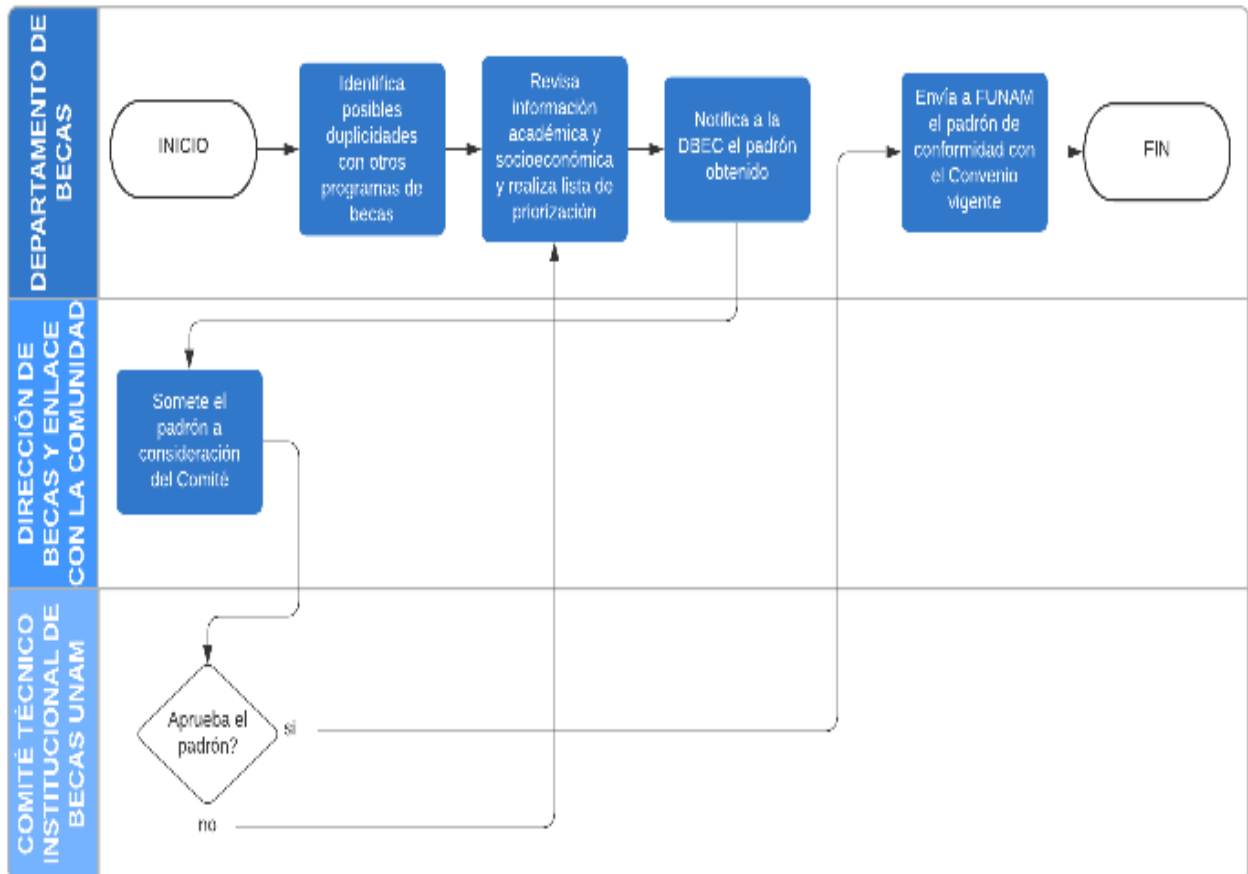 DEPARTAMENTO DE
BECAS
INICIO
Identifica
posibles
duplicidades
con otros
programas de
becas
Revisa
información
académica y
socioeconómica
y realiza lista de
priorización
Notifica a la
DBEC el padrón
obtenido
Envía a FUNAM
el padrón de
conformidad con
el Convenio
vigente
FIN
DIRECCIÓN DE
BECAS Y ENLACE
CON LA COMUNIDAD
Somete el
padrón a
consideración
del Comité
COMITÉ TÉCNICO
INSTITUCIONAL DE
BECAS UNAM
Aprueba el
padrón?
si
no